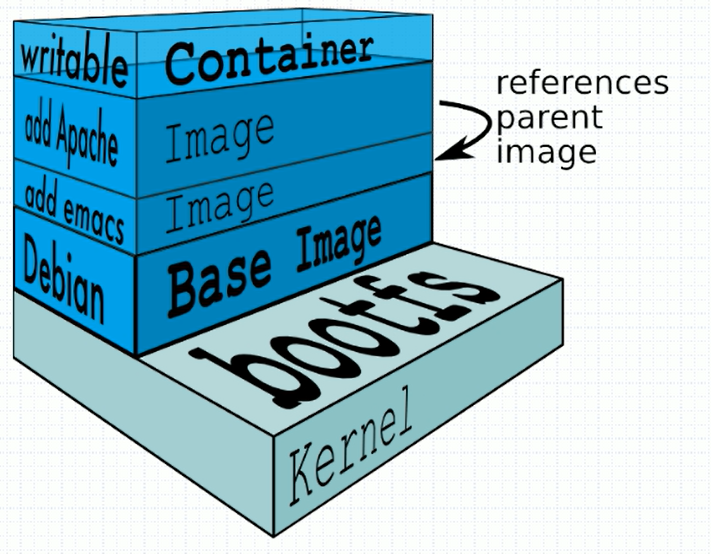 writable Container
add Apache Image
add emacs Image
Debian Base Image
bootfs
Kernel
references
parent
image